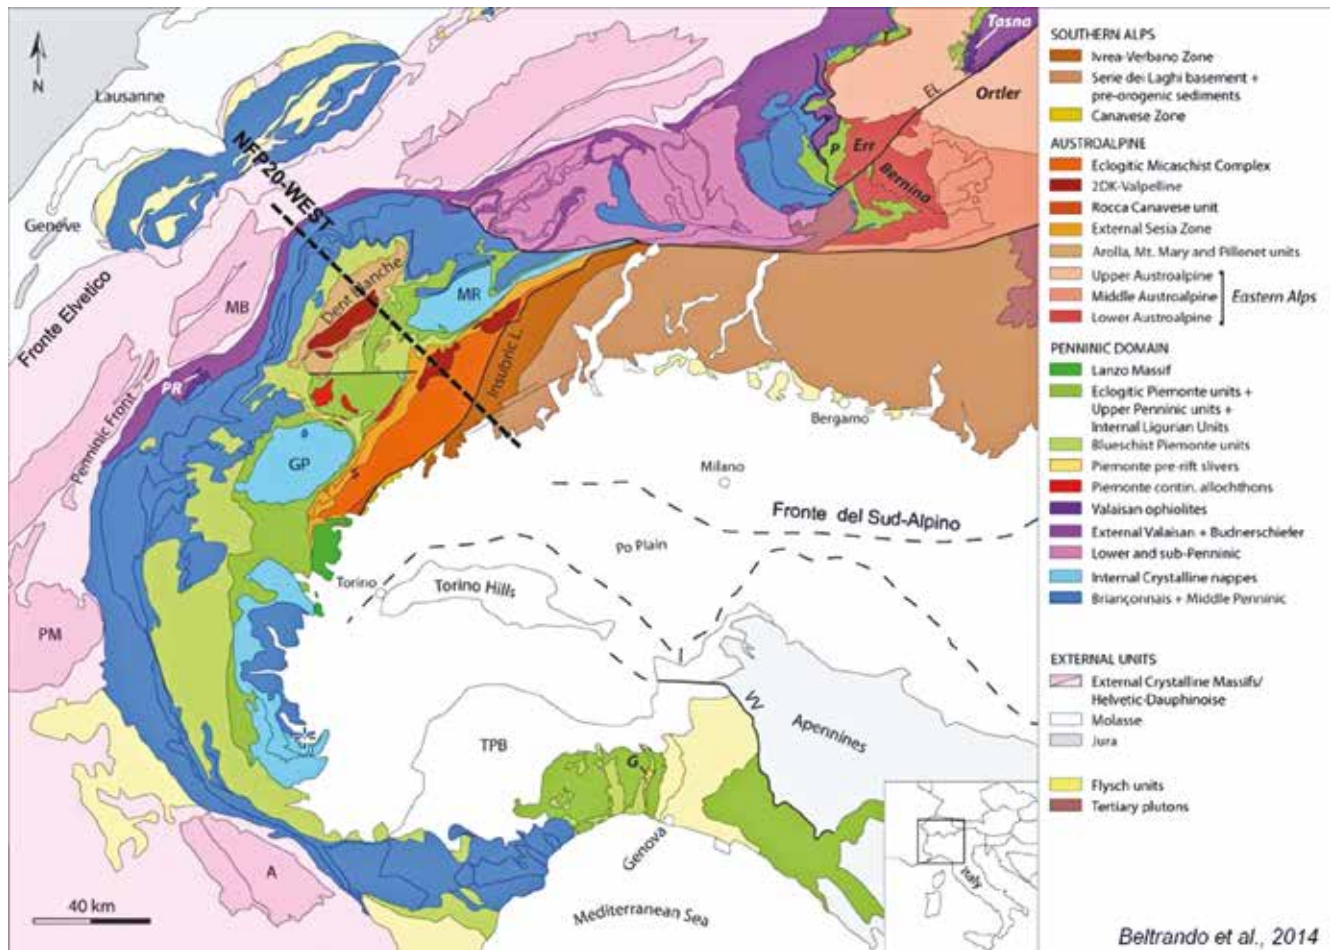 N
Lausanne
Genève
NFP20-WEST
Fronte Elvetico
Penninic Front
PR
MB
Dent Blanche
MR
GP
PM
A
Insubric L.
T
Tasna
EL
Ortler
P
Err
Bernina
S
Bergamo
Milano
Fronte del Sud-Alpino
Po Plain
Torino
Torino Hills
TPB
VV
Apennines
G
Genova
Mediterranean Sea
Italy
40 km
SOUTHERN ALPS
Ivrea-Verbano Zone
Serie dei Laghi basement +
pre-orogenic sediments
Canavese Zone
AUSTROALPINE
Eclogitic Micaschist Complex
2DK-Valpelline
Rocca Canavese unit
External Sesia Zone
Arolla, Mt. Mary and Pillonet units
Upper Austroalpine
Middle Austroalpine
Lower Austroalpine
Eastern Alps
PENNINIC DOMAIN
Lanzo Massif
Eclogitic Piemonte units +
Upper Penninic units +
Internal Ligurian Units
Blueschist Piemonte units
Piemonte pre-rift slivers
Piemonte contin. allochthons
Valaisan ophiolites
External Valaisan + Budnerschiefer
Lower and sub-Penninic
Internal Crystalline nappes
Briançonnais + Middle Penninic
EXTERNAL UNITS
External Crystalline Massifs/
Helvetic-Dauphinoise
Molasse
Jura
Flysch units
Tertiary plutons
Beltrando et al., 2014